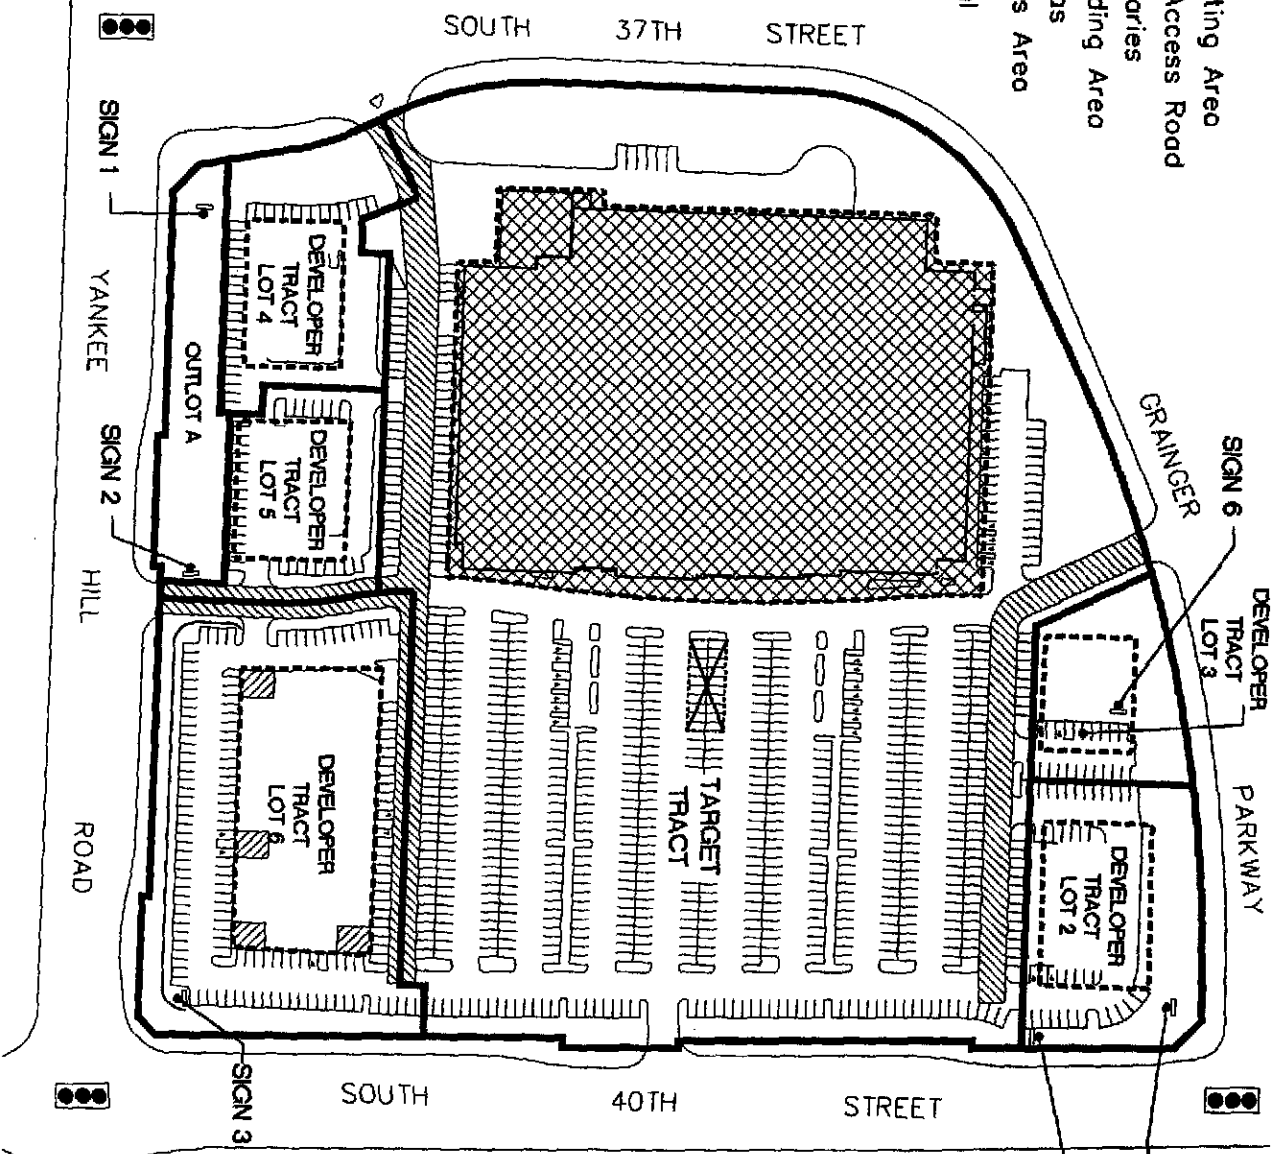 SOUTH 37TH STREET
ting Area
Access Road
aries
ding Area
as
s Area
el
SIGN 1
YANKEE
SIGN 2
HILL
ROAD
OUTLOT A
DEVELOPER
TRACT
LOT 4
DEVELOPER
TRACT
LOT 5
DEVELOPER
TRACT
LOT 6
TARGET
TRACT
GRAINGER
PARKWAY
SIGN 6
DEVELOPER
TRACT
LOT 3
DEVELOPER
TRACT
LOT 2
SIGN 3
SOUTH 40TH STREET